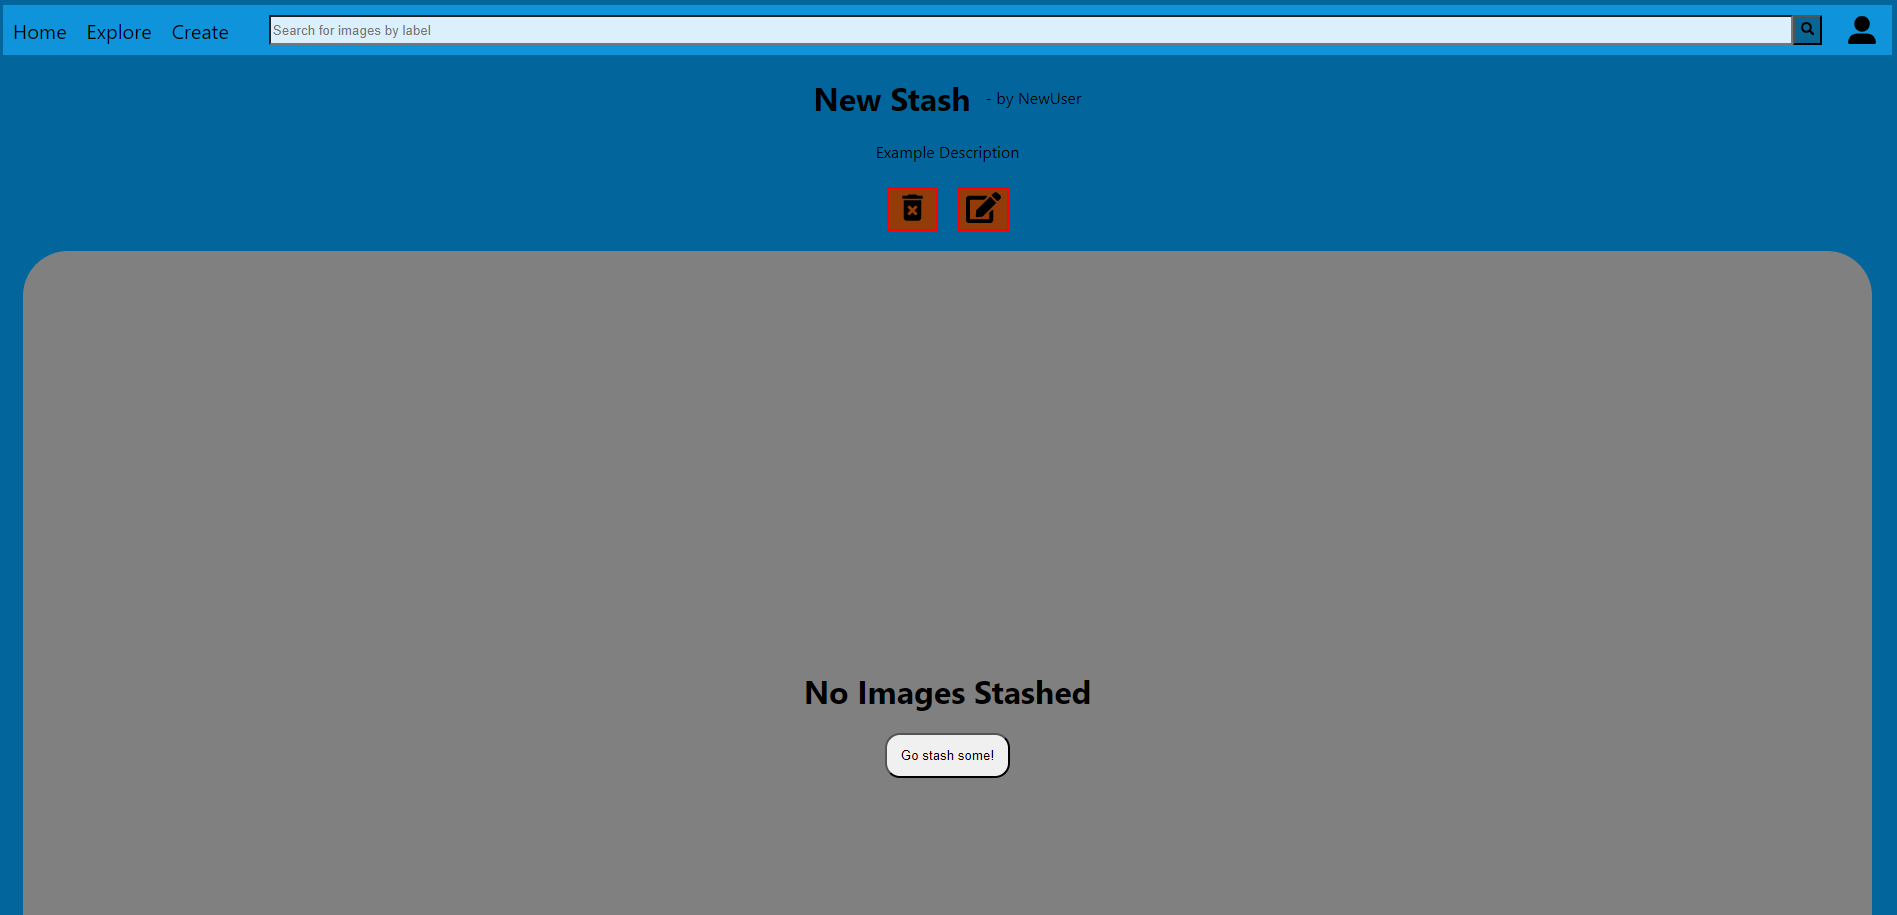 Home Explore Create Search for images by label
New Stash - by NewUser
Example Description
No Images Stashed
Go stash some!